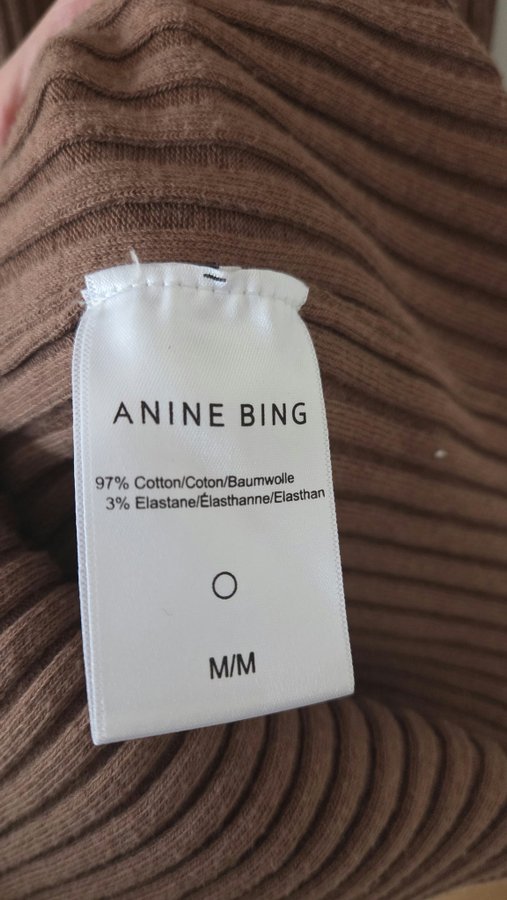 ANINE BING
97% Cotton/Coton/Baumwolle
3% Elastane/Élasthanne/Elasthan
M/M